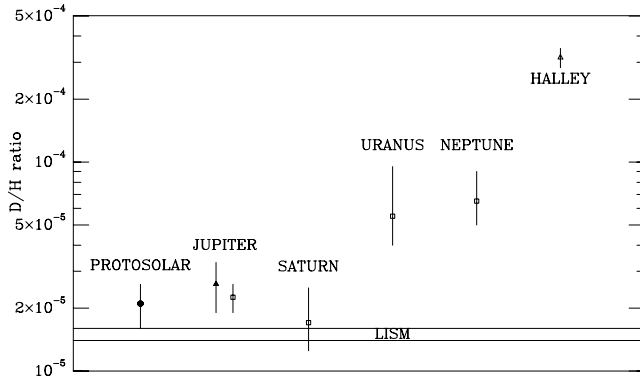 5×10⁻⁴
HALLEY
2×10⁻⁴
URANUS NEPTUNE
10⁻⁴
D/H ratio
5×10⁻⁵
JUPITER
PROTOSOLAR
SATURN
2×10⁻⁵
LISM
10⁻⁵